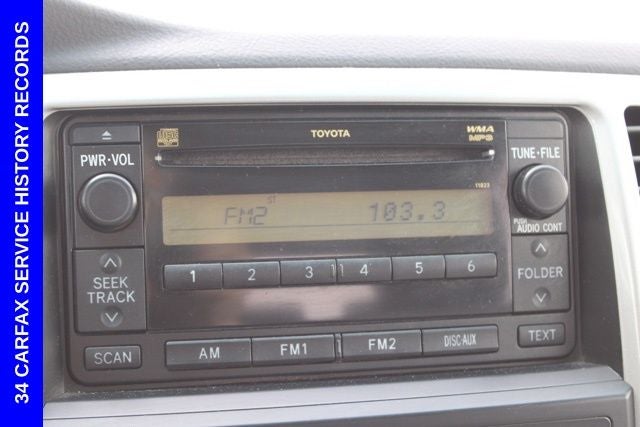 34 CARFAX SERVICE HISTORY RECORDS
TOYOTA
WMA
MP3
PWR·VOL
TUNE·FILE
11823
FM2 ST 103.3
PUSH
AUDIO CONT
1 2 3 4 5 6
SEEK
TRACK
FOLDER
SCAN
AM FM1 FM2 DISC·AUX
TEXT